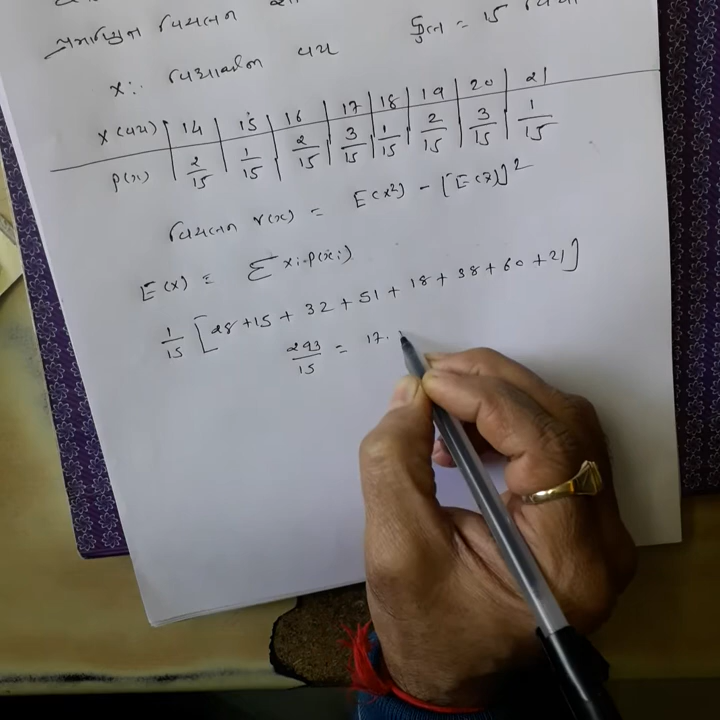 પ્રમાણિત વિચલન
X :: વિદ્યાર્થીના વય કુલ = 15
X (વય) 14 15 16 17 18 19 20 21
P(x) 2/15 1/15 2/15 3/15 1/15 2/15 3/15 1/15
વિચલન V(x) = E(x²) - [E(x)]²
E(x) = Σ xi·p(xi)
1/15 [28+15+32+51+18+38+60+21]
293/15 = 17.